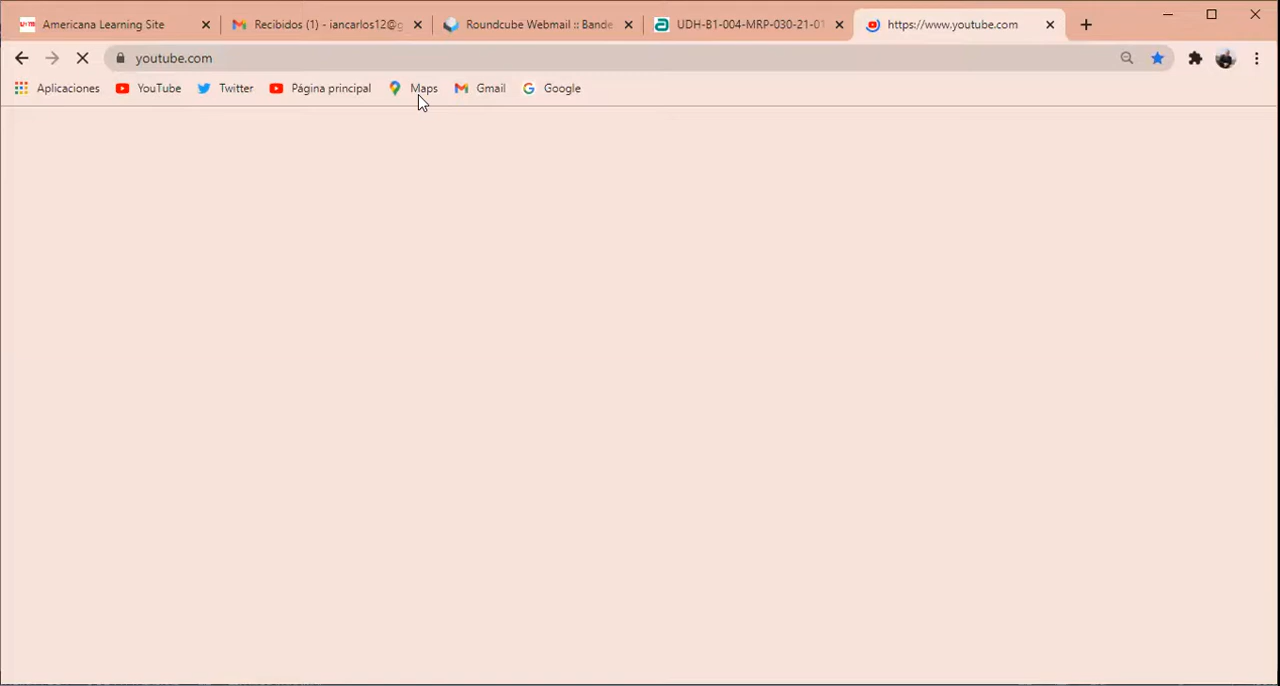 Americana Learning Site Recibidos (1) - iancarlos12@g Roundcube Webmail :: Bande UDH-B1-004-MRP-030-21-01 https://www.youtube.com
youtube.com
Aplicaciones YouTube Twitter Página principal Maps Gmail Google